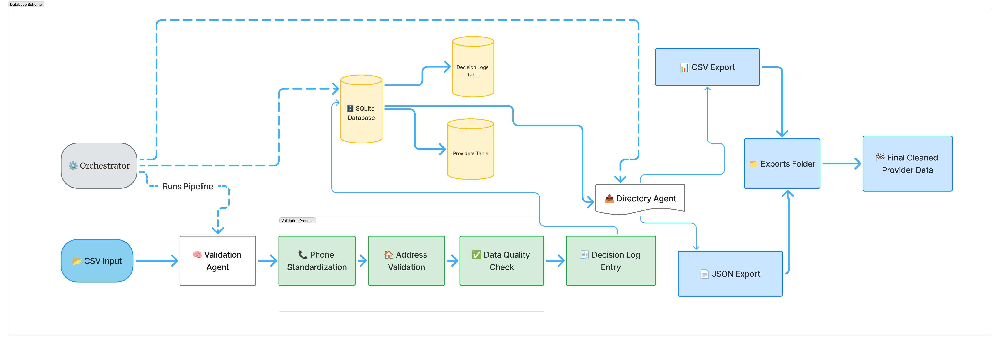 Database Schema
Decision Logs
Table
📊 CSV Export
🗄️ SQLite
Database
Providers Table
⚙️ Orchestrator
📁 Exports Folder
🏁 Final Cleaned
Provider Data
Runs Pipeline
📤 Directory Agent
Validation Process
📂 CSV Input
🧠 Validation
Agent
📞 Phone
Standardization
🏠 Address
Validation
✅ Data Quality
Check
🧾 Decision Log
Entry
📄 JSON Export